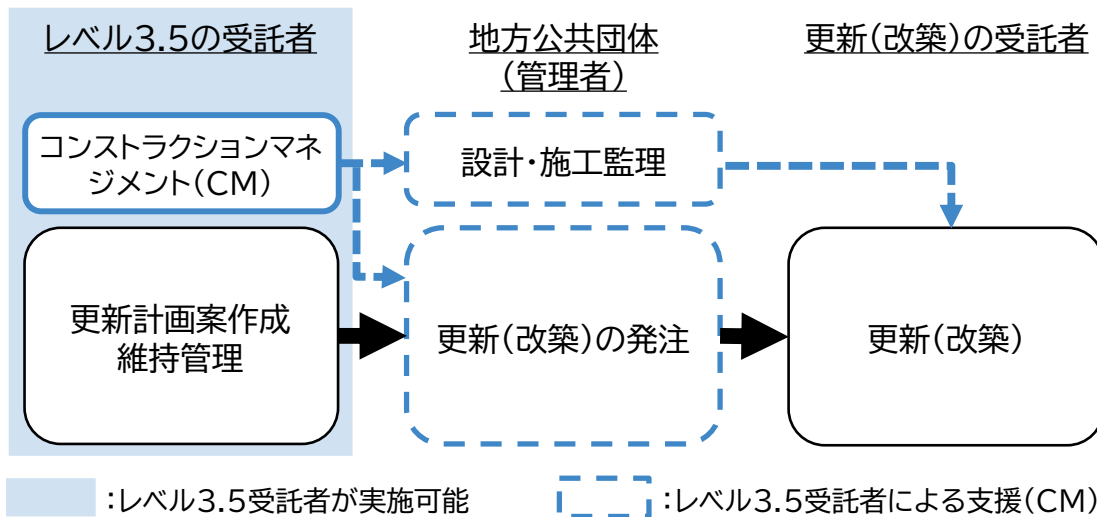 レベル3.5の受託者
地方公共団体
(管理者)
更新(改築)の受託者
コンストラクションマネ
ジメント(CM)
設計・施工監理
更新計画案作成
維持管理
更新(改築)の発注
更新(改築)
:レベル3.5受託者が実施可能
:レベル3.5受託者による支援(CM)